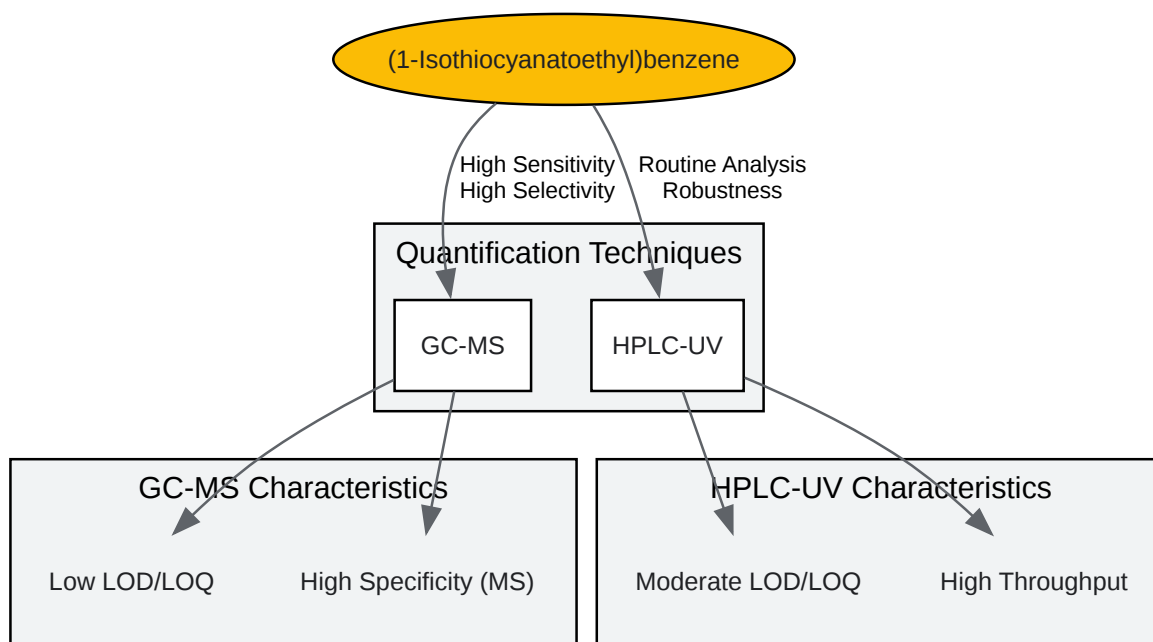 (1-Isothiocyanatoethyl)benzene
High Sensitivity
High Selectivity
Routine Analysis
Robustness
Quantification Techniques
GC-MS
HPLC-UV
GC-MS Characteristics
Low LOD/LOQ
High Specificity (MS)
HPLC-UV Characteristics
Moderate LOD/LOQ
High Throughput